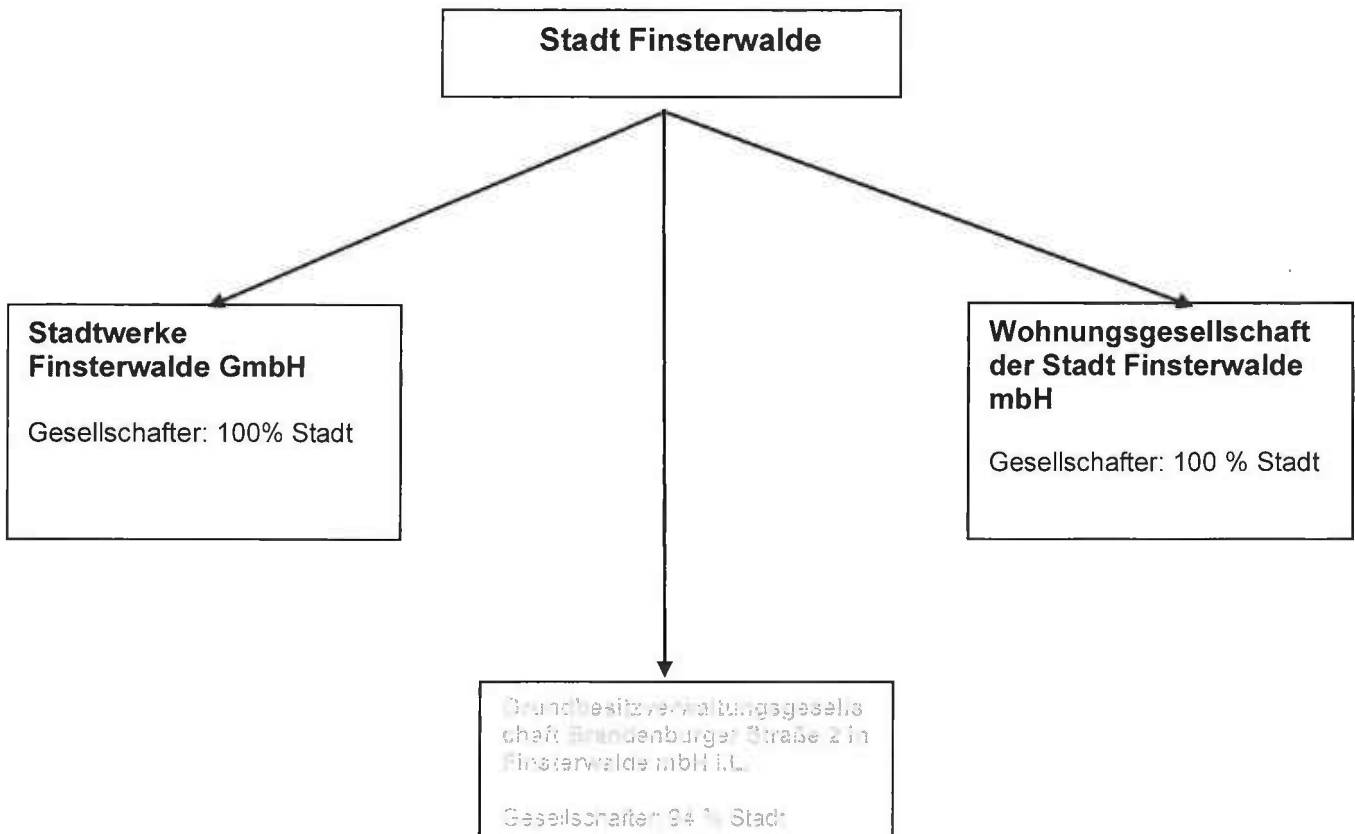 Stadt Finsterwalde
Stadtwerke
Finsterwalde GmbH
Gesellschafter: 100% Stadt
Wohnungsgesellschaft
der Stadt Finsterwalde
mbH
Gesellschafter: 100 % Stadt
Grundbesitzverwaltungsgesells
chaft Brandenburger Straße 2 in
Finsterwalde mbH i.L.
Gesellschafter: 94 % Stadt